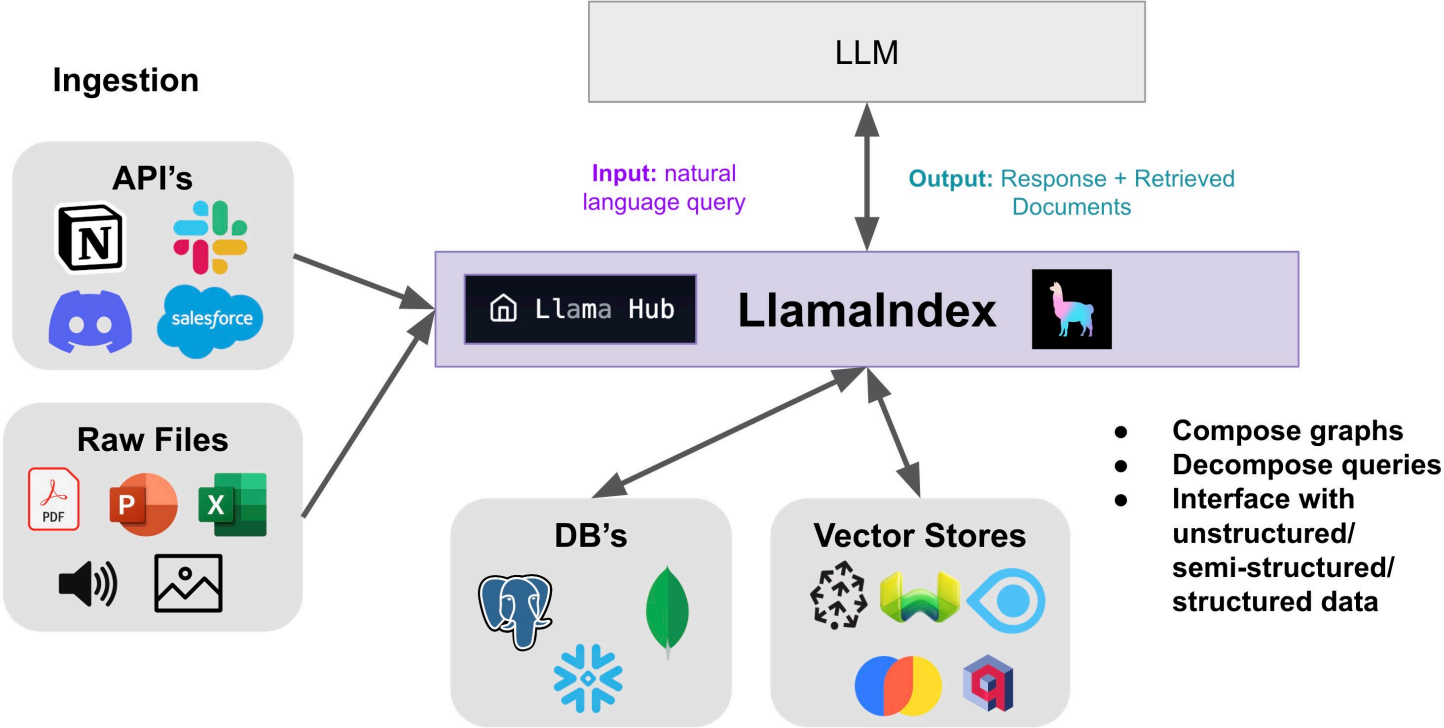 LLM
Ingestion
API's
N
salesforce
Input: natural
language query
Output: Response + Retrieved
Documents
Llama Hub
LlamaIndex
Raw Files
PDF
P
X
DB's
Vector Stores
● Compose graphs
● Decompose queries
● Interface with
unstructured/
semi-structured/
structured data